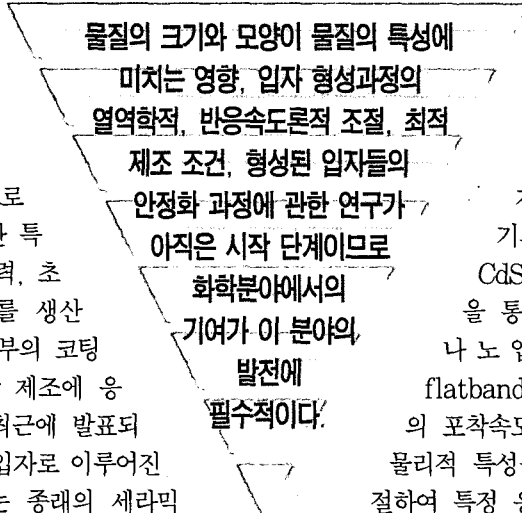 물질의 크기와 모양이 물질의 특성에
미치는 영향, 입자 형성과정의
열역학적, 반응속도론적 조절, 최적
제조 조건, 형성된 입자들의
안정화 과정에 관한 연구가
아직은 시작 단계이므로
화학분야에서의
기여가 이 분야의
발전에
필수적이다.
로
특
력, 초
를 생산
부의 코팅
제조에 응
최근에 발표되
입자로 이루어진
는 종래의 세라믹
기
CdS
을 통
나 노 입
flatband
의 포착속도
물리적 특성
절하여 특정 응